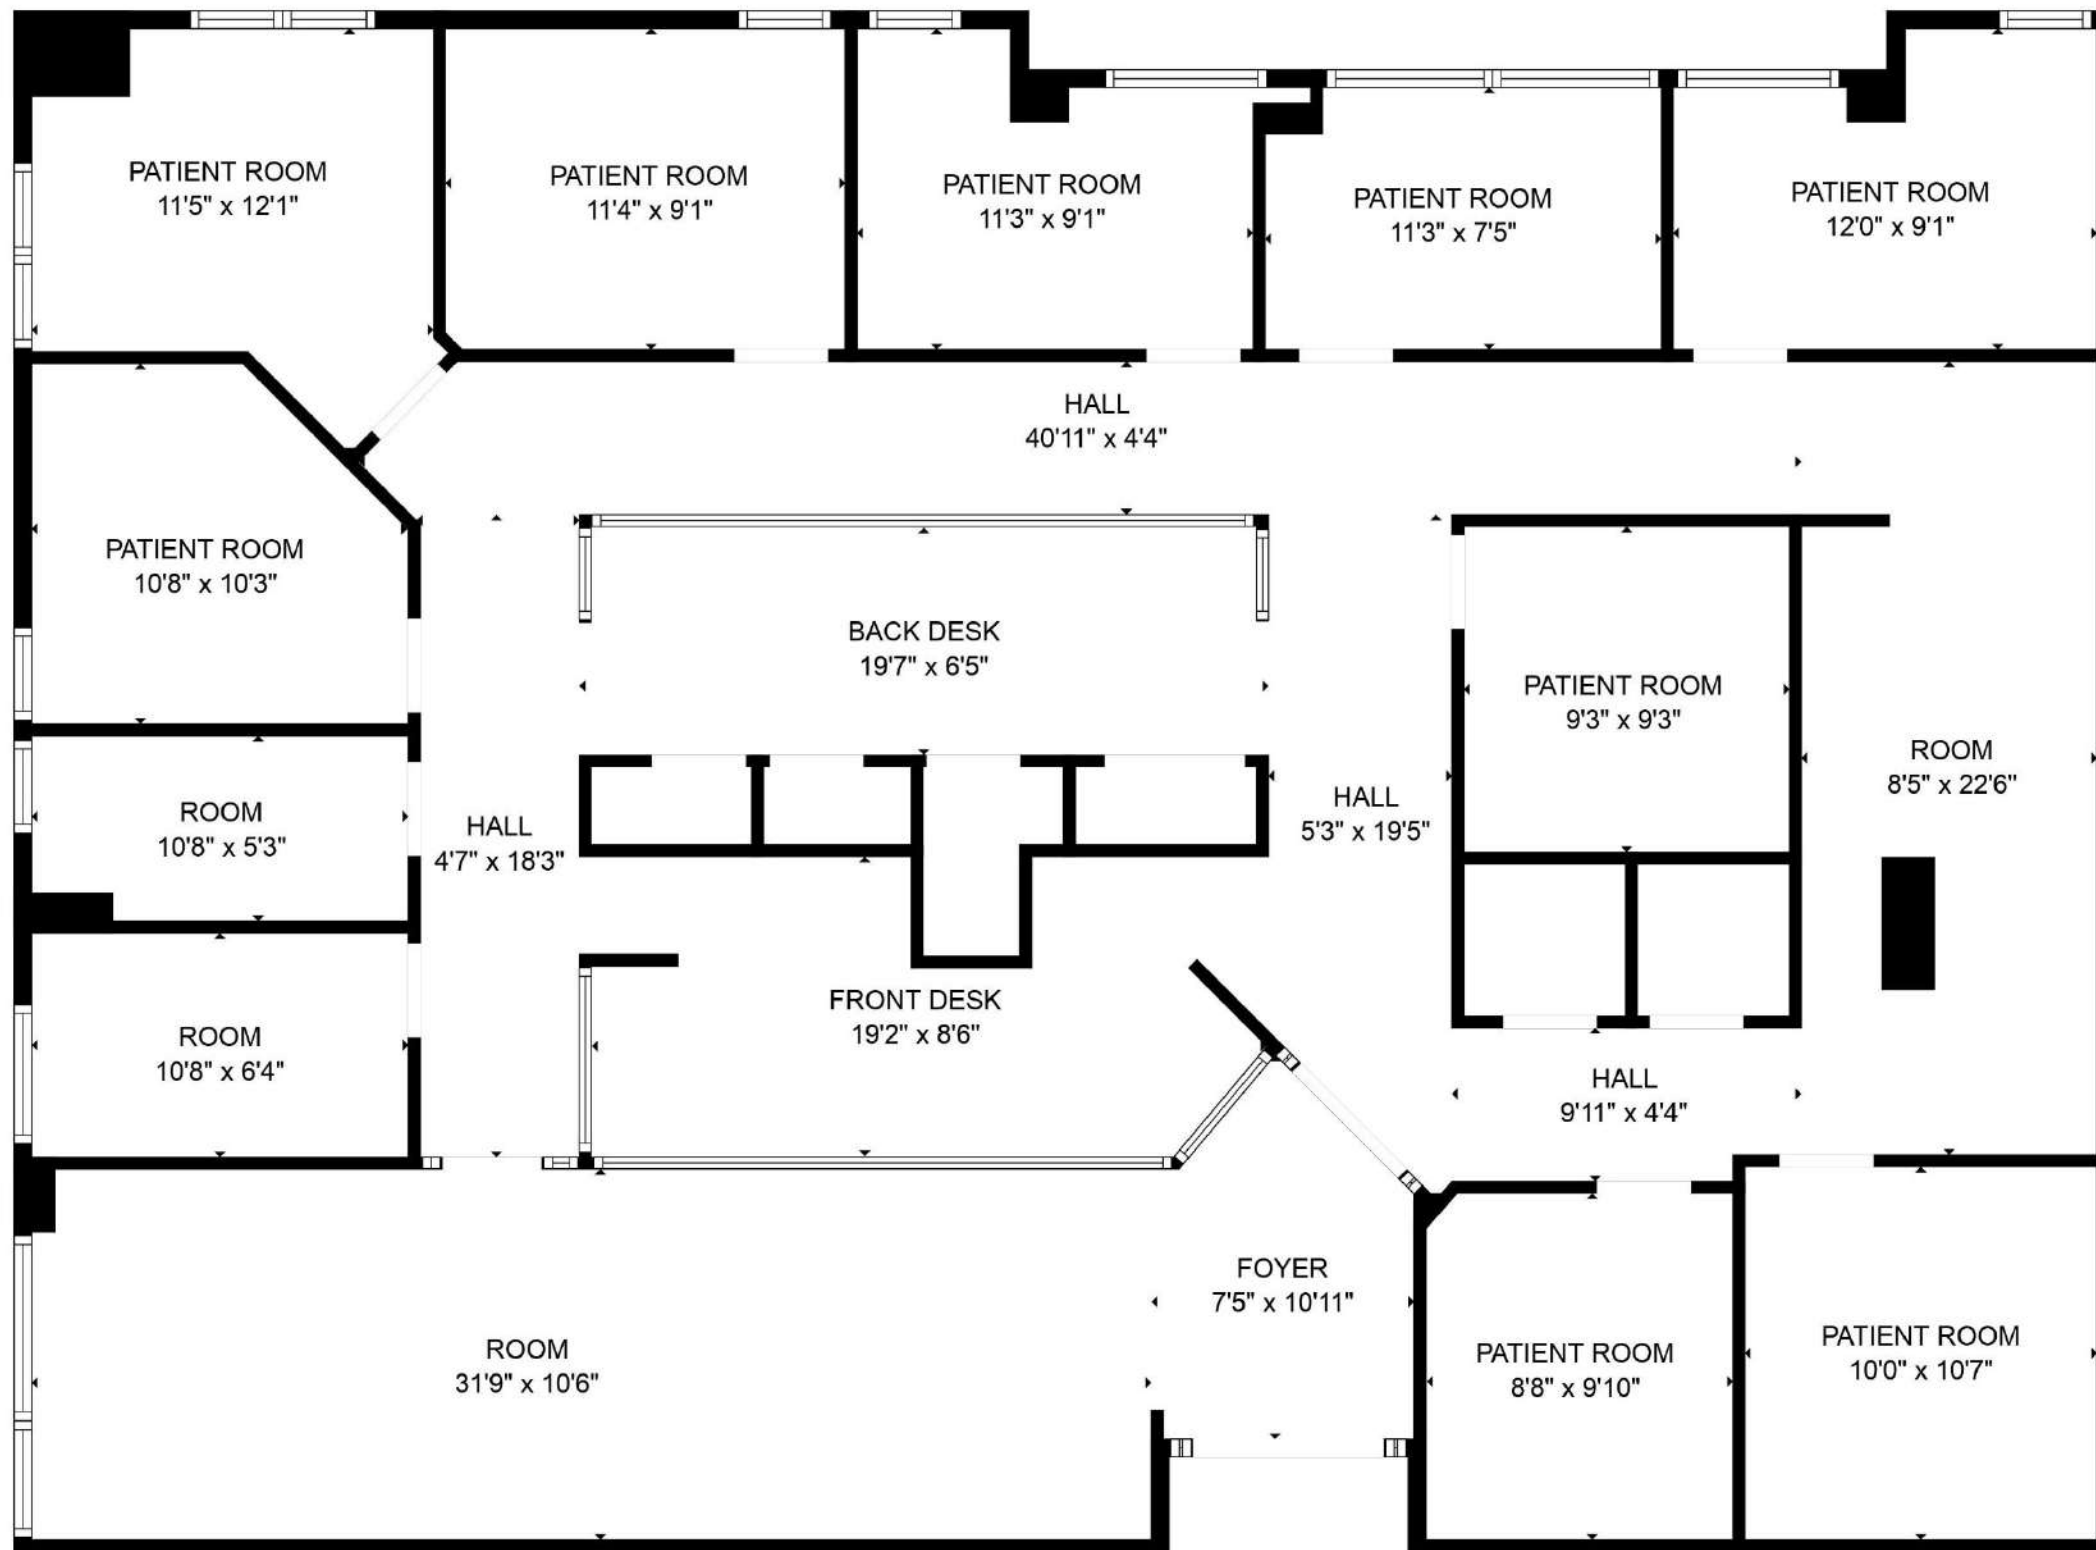 PATIENT ROOM
11'5" x 12'1"
PATIENT ROOM
11'4" x 9'1"
PATIENT ROOM
11'3" x 9'1"
PATIENT ROOM
11'3" x 7'5"
PATIENT ROOM
12'0" x 9'1"
HALL
40'11" x 4'4"
PATIENT ROOM
10'8" x 10'3"
BACK DESK
19'7" x 6'5"
PATIENT ROOM
9'3" x 9'3"
ROOM
8'5" x 22'6"
ROOM
10'8" x 5'3"
HALL
4'7" x 18'3"
HALL
5'3" x 19'5"
FRONT DESK
19'2" x 8'6"
ROOM
10'8" x 6'4"
HALL
9'11" x 4'4"
FOYER
7'5" x 10'11"
ROOM
31'9" x 10'6"
PATIENT ROOM
8'8" x 9'10"
PATIENT ROOM
10'0" x 10'7"